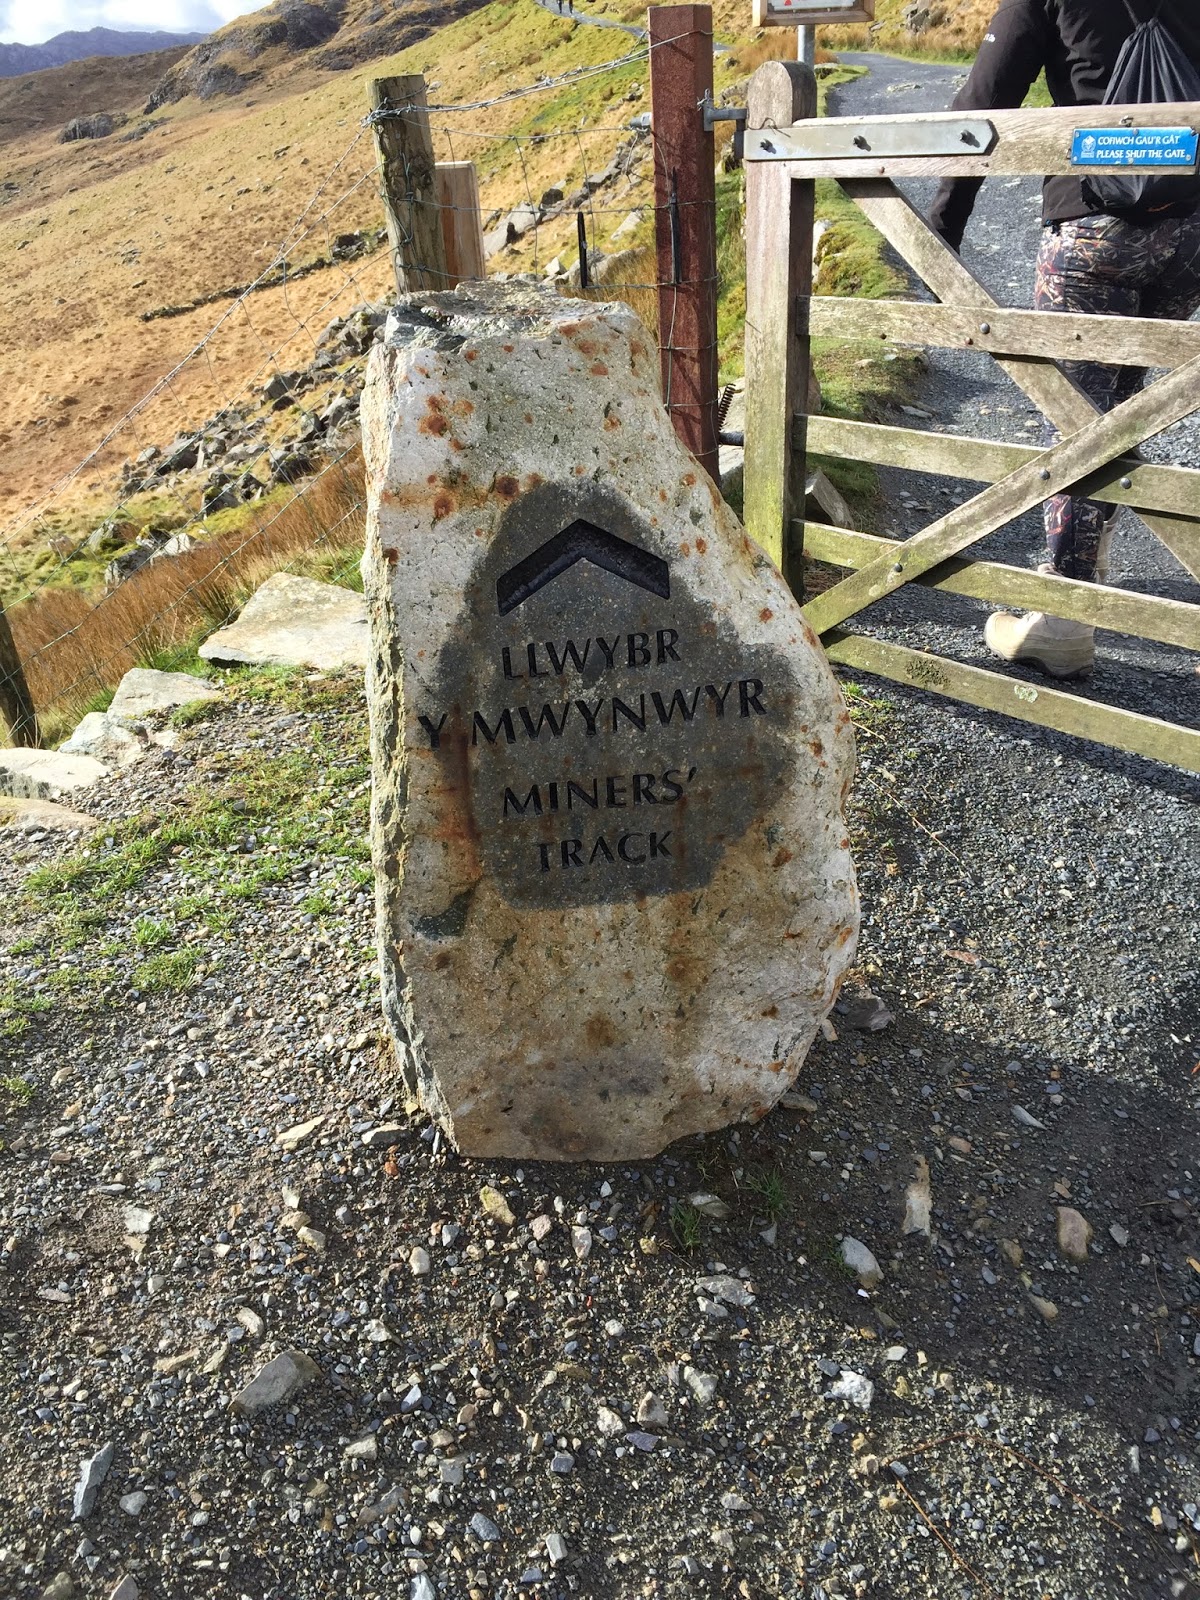 COFIWCH GAU'R GÂT
PLEASE SHUT THE GATE
LLWYBR
Y MWYNWYR
MINERS'
TRACK